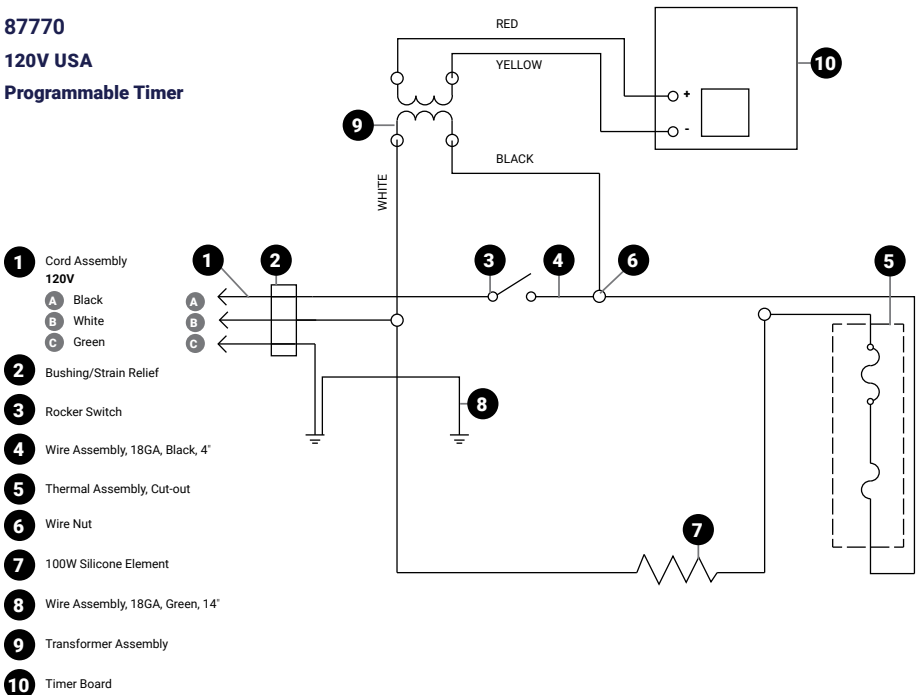 87770
120V USA
Programmable Timer
RED
YELLOW
10
+
-
9
BLACK
WHITE
1 Cord Assembly
120V
A Black
B White
C Green
2 Bushing/Strain Relief
3 Rocker Switch
4 Wire Assembly, 18GA, Black, 4"
5 Thermal Assembly, Cut-out
6 Wire Nut
7 100W Silicone Element
8 Wire Assembly, 18GA, Green, 14"
9 Transformer Assembly
10 Timer Board
1
2
3
4
6
5
A
B
C
8
7